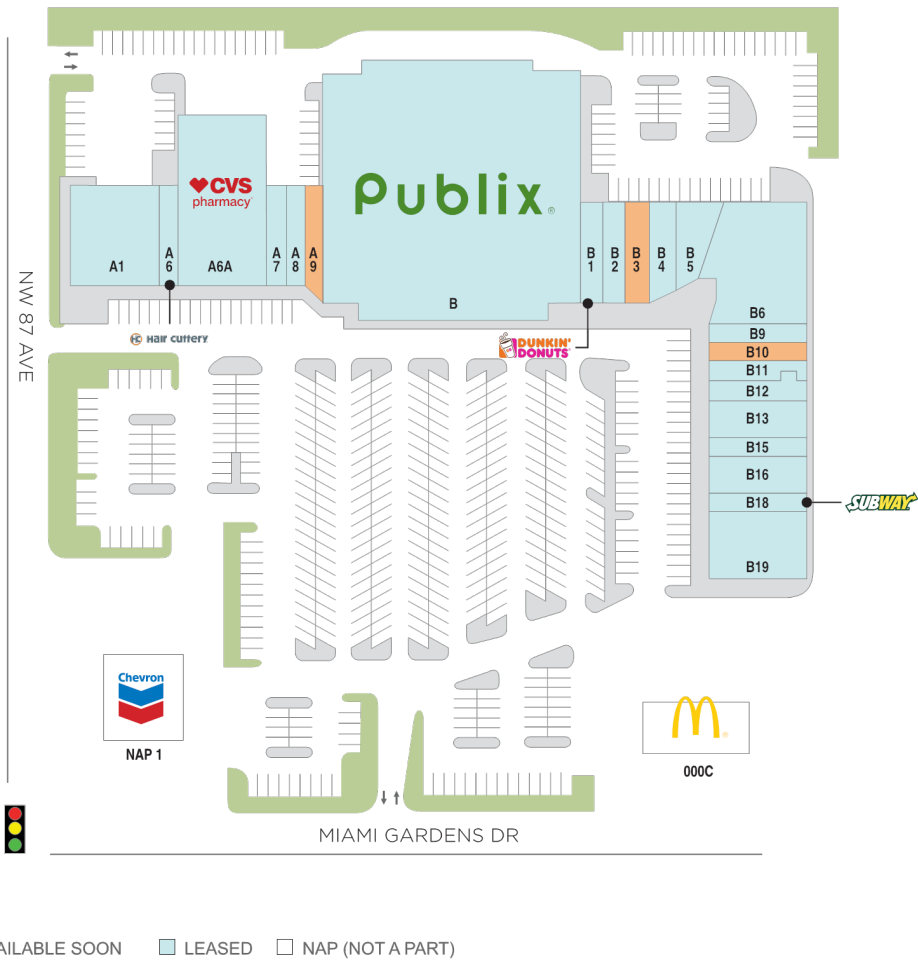 CVS
pharmacy
Publix
®
A1
A
6
A6A
A
7
A
8
A
9
B
B
1
B
2
B
3
B
4
B
5
B6
B9
B10
B11
B12
B13
B15
B16
B18
B19
NW 87 AVE
HC Hair Cuttery
DUNKIN'
DONUTS
SUBWAY
Chevron
NAP 1
000C
MIAMI GARDENS DR
AILABLE SOON LEASED NAP (NOT A PART)